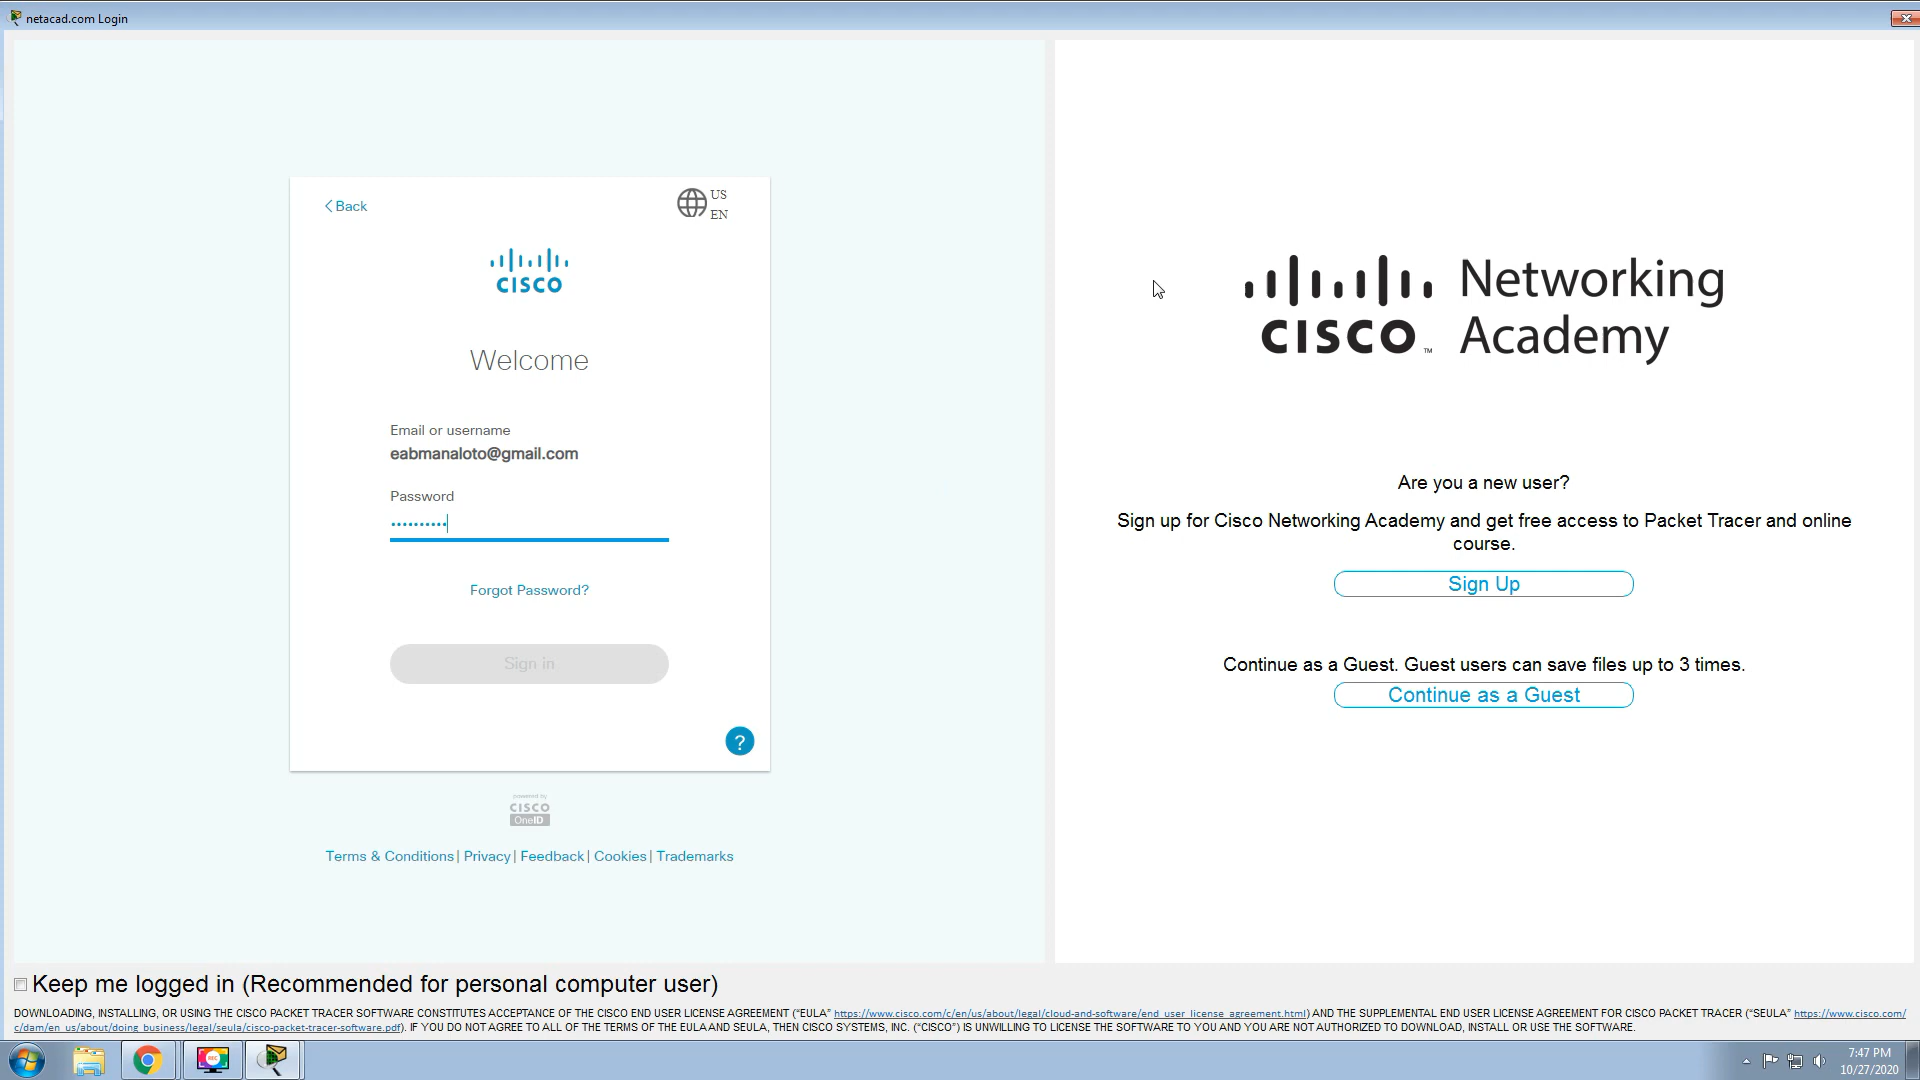 netacad.com Login
Back
US
EN
CISCO
Welcome
Email or username
eabmanaloto@gmail.com
Password
Forgot Password?
Sign in
?
powered by
CISCO
OneID
Terms & Conditions | Privacy | Feedback | Cookies | Trademarks
CISCO™ Networking
Academy
Are you a new user?
Sign up for Cisco Networking Academy and get free access to Packet Tracer and online
course.
Sign Up
Continue as a Guest. Guest users can save files up to 3 times.
Continue as a Guest
Keep me logged in (Recommended for personal computer user)
DOWNLOADING, INSTALLING, OR USING THE CISCO PACKET TRACER SOFTWARE CONSTITUTES ACCEPTANCE OF THE CISCO END USER LICENSE AGREEMENT (“EULA” https://www.cisco.com/c/en/us/about/legal/cloud-and-software/end_user_license_agreement.html) AND THE SUPPLEMENTAL END USER LICENSE AGREEMENT FOR CISCO PACKET TRACER (“SEULA” https://www.cisco.com/
c/dam/en_us/about/doing_business/legal/seula/cisco-packet-tracer-software.pdf). IF YOU DO NOT AGREE TO ALL OF THE TERMS OF THE EULA AND SEULA, THEN CISCO SYSTEMS, INC. (“CISCO”) IS UNWILLING TO LICENSE THE SOFTWARE TO YOU AND YOU ARE NOT AUTHORIZED TO DOWNLOAD, INSTALL OR USE THE SOFTWARE.
REC
7:47 PM
10/27/2020